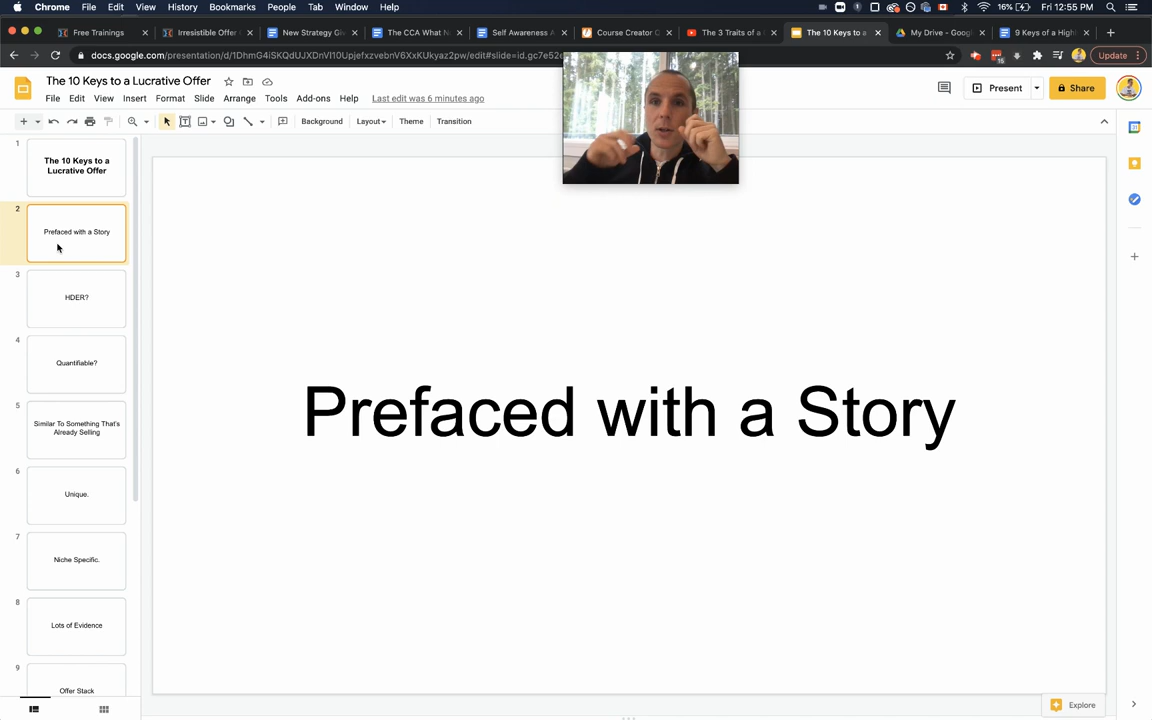 Chrome File Edit View History Bookmarks People Tab Window Help 16% Fri 12:55 PM
Free Trainings Irresistible Offer New Strategy Giv The CCA What N Self Awareness A Course Creator C The 3 Traits of a The 10 Keys to a My Drive - Goog 9 Keys of a High
docs.google.com/presentation/d/1DhmG4iSKQdUJXDnVl10Upjefxzvebn​V6XxKUkyaz2pw/edit#slide=id.gc7e52c Update
The 10 Keys to a Lucrative Offer
File Edit View Insert Format Slide Arrange Tools Add-ons Help Last edit was 6 minutes ago
Present Share
Background Layout Theme Transition
1
The 10 Keys to a
Lucrative Offer
2
Prefaced with a Story
3
HDER?
4
Quantifiable?
5
Similar To Something That's
Already Selling
6
Unique.
7
Niche Specific.
8
Lots of Evidence
9
Offer Stack
Prefaced with a Story
Explore